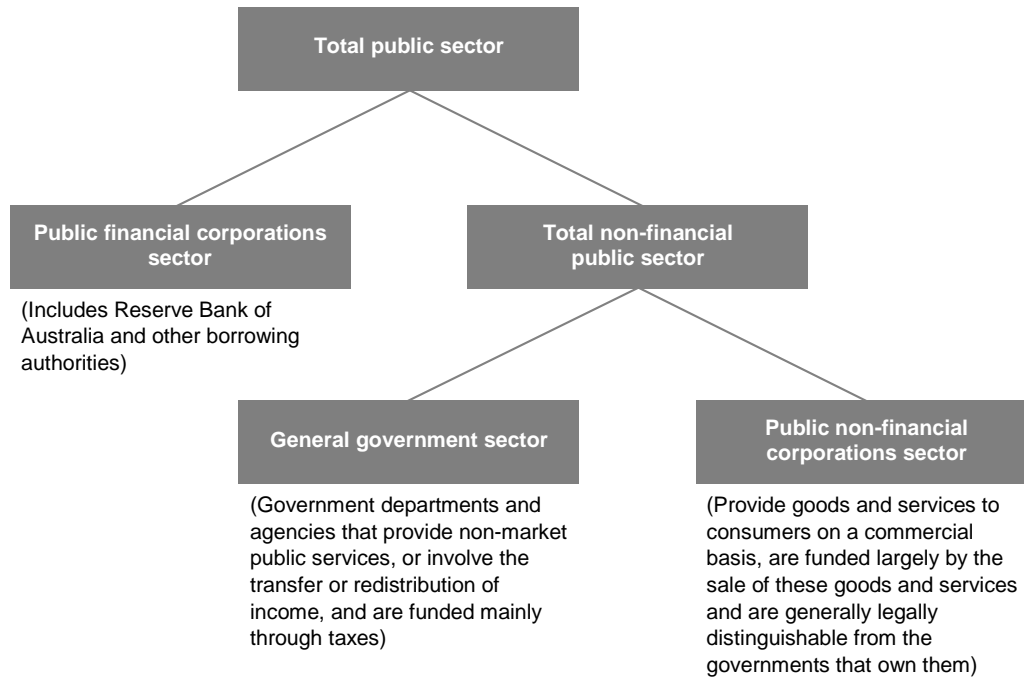 Total public sector
Public financial corporations
sector
Total non-financial
public sector
(Includes Reserve Bank of
Australia and other borrowing
authorities)
General government sector
Public non-financial
corporations sector
(Government departments and
agencies that provide non-market
public services, or involve the
transfer or redistribution of
income, and are funded mainly
through taxes)
(Provide goods and services to
consumers on a commercial
basis, are funded largely by the
sale of these goods and services
and are generally legally
distinguishable from the
governments that own them)